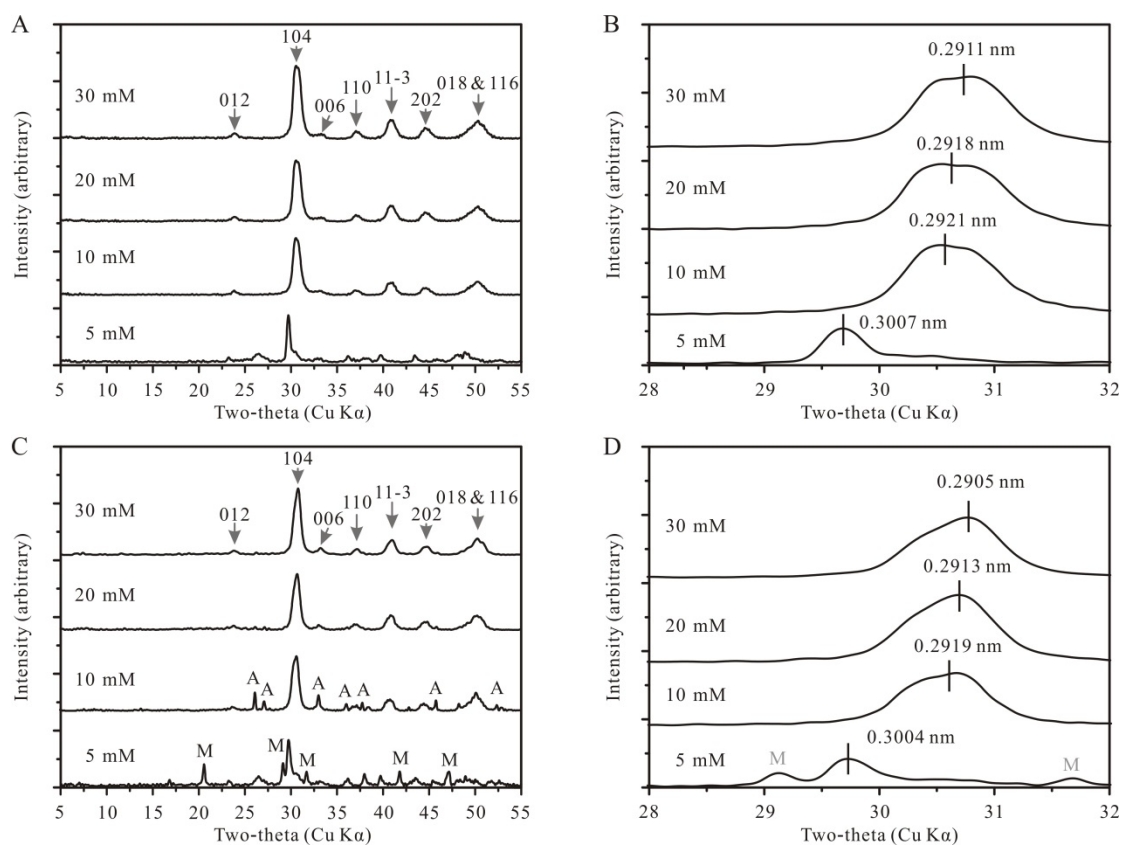 A
104
30 mM
012
006
110
11-3
202
018 & 116
20 mM
10 mM
5 mM
Intensity (arbitrary)
5 10 15 20 25 30 35 40 45 50 55
Two-theta (Cu Kα)
B
0.2911 nm
30 mM
0.2918 nm
20 mM
0.2921 nm
10 mM
0.3007 nm
5 mM
Intensity (arbitrary)
28 29 30 31 32
Two-theta (Cu Kα)
C
104
30 mM
012
006
110
11-3
202
018 & 116
20 mM
10 mM
A A A A A A A
5 mM
M M M M M
Intensity (arbitrary)
5 10 15 20 25 30 35 40 45 50 55
Two-theta (Cu Kα)
D
0.2905 nm
30 mM
0.2913 nm
20 mM
0.2919 nm
10 mM
0.3004 nm
5 mM
M M
Intensity (arbitrary)
28 29 30 31 32
Two-theta (Cu Kα)